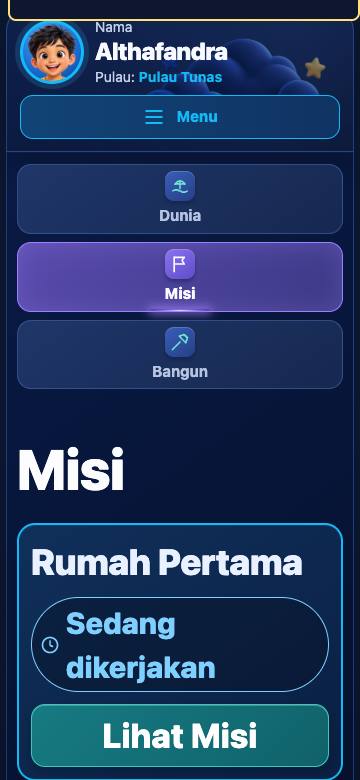 Nama
Althafandra
Pulau: Pulau Tunas
Menu
Dunia
Misi
Bangun
Misi
Rumah Pertama
Sedang
dikerjakan
Lihat Misi